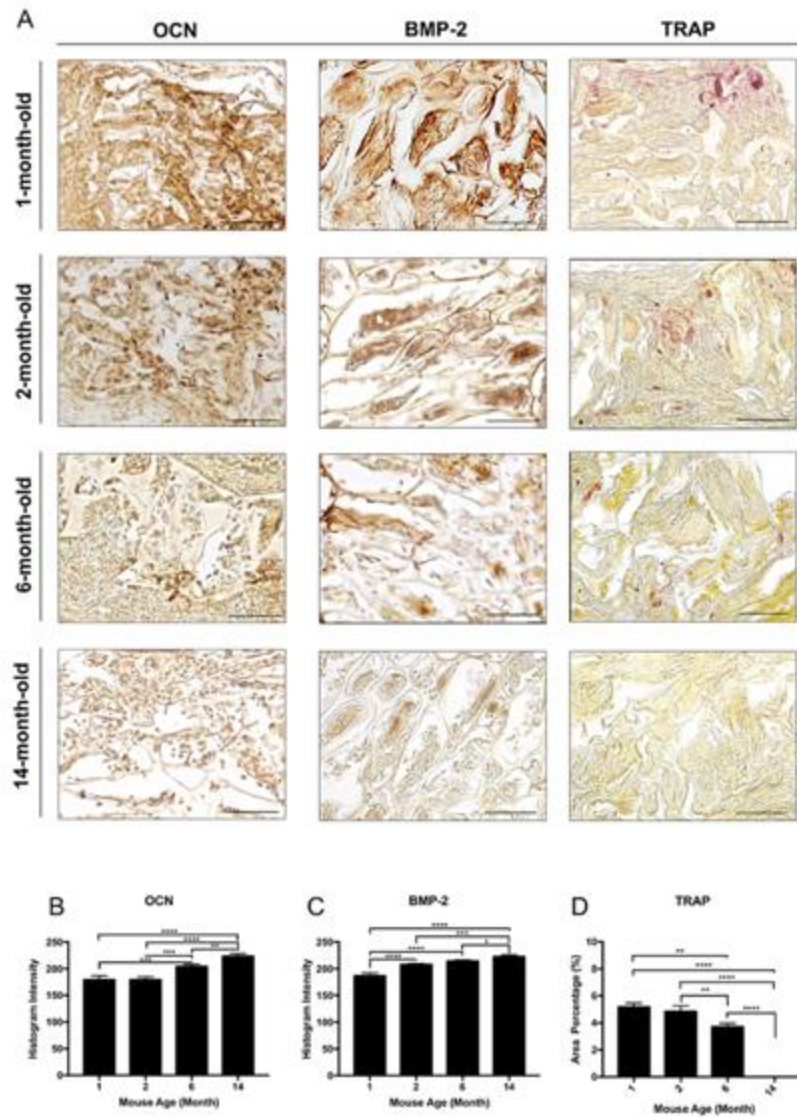 A
OCN BMP-2 TRAP
1-month-old
2-month-old
6-month-old
14-month-old
B OCN
Histogram Intensity
250
200
150
100
50
0
**** 
****
**
***
***
1 2 6 14
Mouse Age (Month)
C BMP-2
Histogram Intensity
250
200
150
100
50
0
****
***
*
****
****
1 2 6 14
Mouse Age (Month)
D TRAP
Area Percentage (%)
10
8
6
4
2
0
**
****
****
**
****
1 2 6 14
Mouse Age (Month)